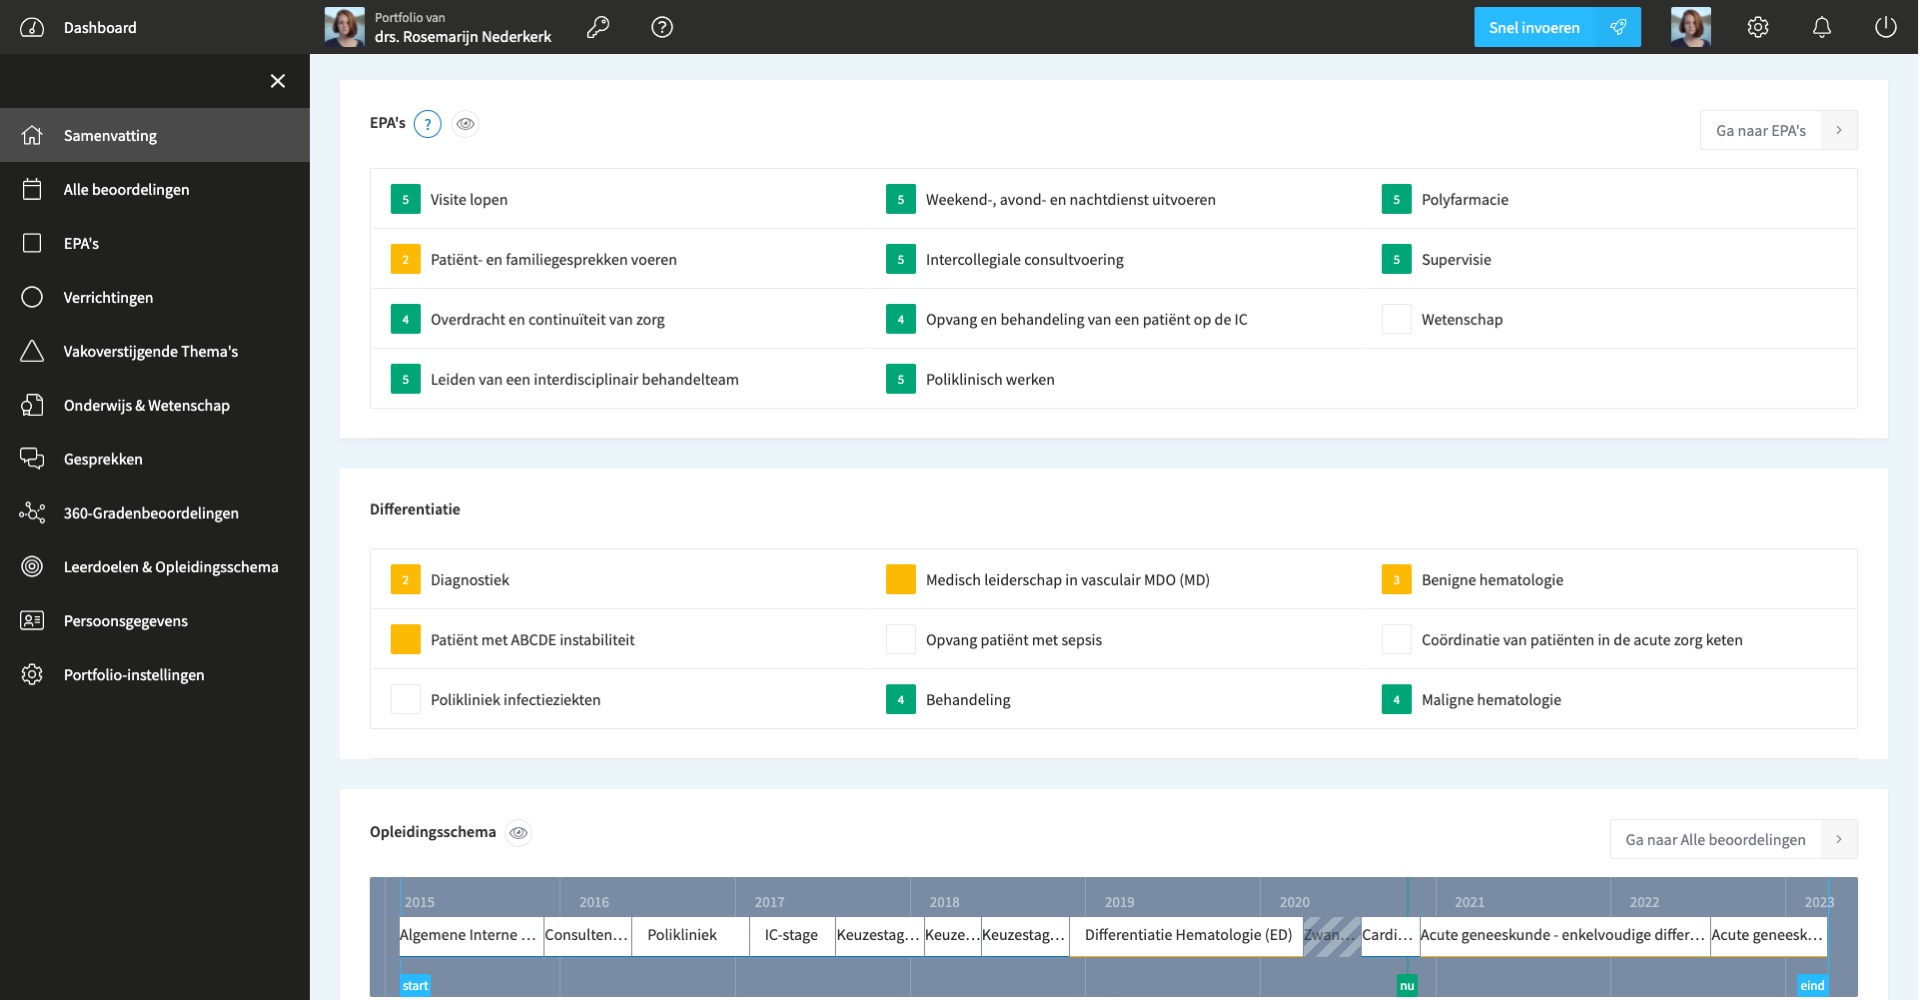 Dashboard
Portfolio van
drs. Rosemarijn Nederkerk
Snel invoeren
Samenvatting
Alle beoordelingen
EPA's
Verrichtingen
Vakoverstijgende Thema's
Onderwijs & Wetenschap
Gesprekken
360-Gradenbeoordelingen
Leerdoelen & Opleidingsschema
Persoonsgegevens
Portfolio-instellingen
EPA's ?
Ga naar EPA's
5 Visite lopen
5 Weekend-, avond- en nachtdienst uitvoeren
5 Polyfarmacie
2 Patiënt- en familiegesprekken voeren
5 Intercollegiale consultvoering
5 Supervisie
4 Overdracht en continuïteit van zorg
4 Opvang en behandeling van een patiënt op de IC
Wetenschap
5 Leiden van een interdisciplinair behandelteam
5 Poliklinisch werken
Differentiatie
2 Diagnostiek
Medisch leiderschap in vasculair MDO (MD)
3 Benigne hematologie
Patiënt met ABCDE instabiliteit
Opvang patiënt met sepsis
Coördinatie van patiënten in de acute zorg keten
Polikliniek infectieziekten
4 Behandeling
4 Maligne hematologie
Opleidingsschema
Ga naar Alle beoordelingen
2015 2016 2017 2018 2019 2020 2021 2022 2023
Algemene Interne ... Consulten... Polikliniek IC-stage Keuzestag... Keuze... Keuzestag... Differentiatie Hematologie (ED) Zwan... Cardi... Acute geneeskunde - enkelvoudige differ... Acute geneesk...
start nu eind